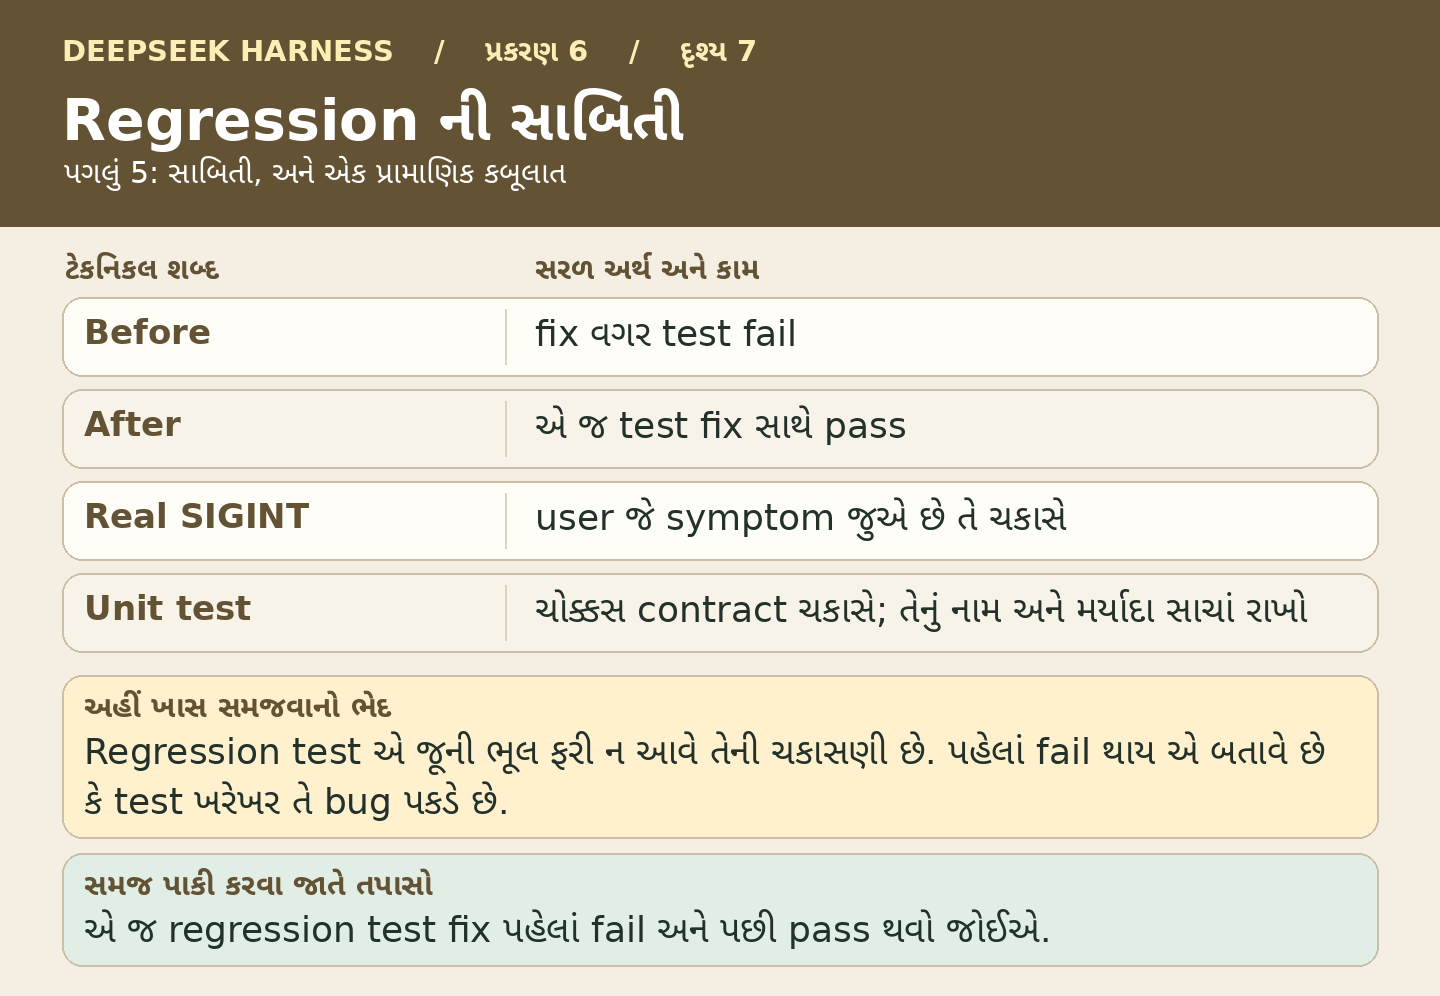 DEEPSEEK HARNESS / પ્રકરણ 6 / દૃશ્ય 7
Regression ની સાબિતી
પગલું 5: સાબિતી, અને એક પ્રામાણિક કબૂલાત
ટેકનિકલ શબ્દ સરળ અર્થ અને કામ
Before fix વગર test fail
After એ જ test fix સાથે pass
Real SIGINT user જે symptom જુએ છે તે ચકાસે
Unit test ચોક્કસ contract ચકાસે; તેનું નામ અને મર્યાદા સાચાં રાખો
અહીં ખાસ સમજવાનો ભેદ
Regression test એ જૂની ભૂલ ફરી ન આવે તેની ચકાસણી છે. પહેલાં fail થાય એ બતાવે છે
કે test ખરેખર તે bug પકડે છે.
સમજ પાકી કરવા જાતે તપાસો
એ જ regression test fix પહેલાં fail અને પછી pass થવો જોઈએ.